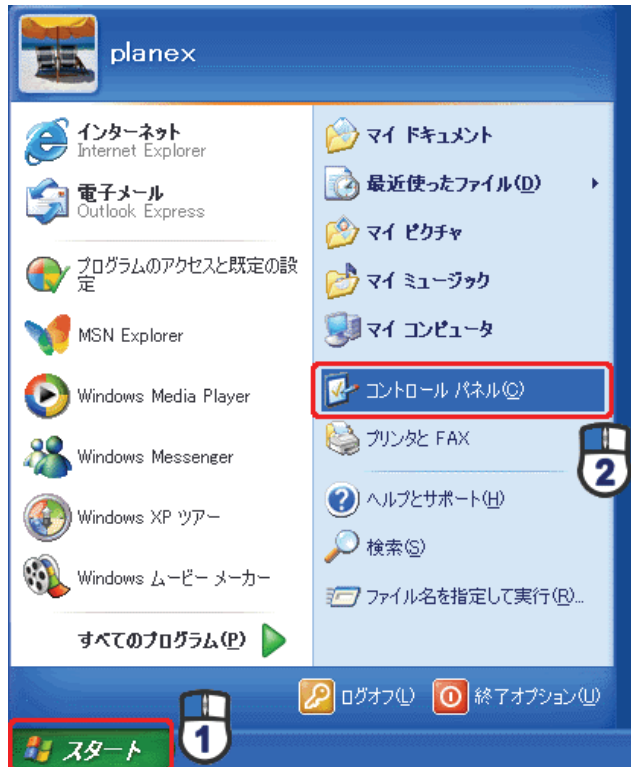 planex
インターネット
Internet Explorer
電子メール
Outlook Express
プログラムのアクセスと既定の設
定
MSN Explorer
Windows Media Player
Windows Messenger
Windows XP ツアー
Windows ムービー メーカー
すべてのプログラム(P)
マイ ドキュメント
最近使ったファイル(D)
マイ ピクチャ
マイ ミュージック
マイ コンピュータ
コントロール パネル(C)
プリンタと FAX
2
ヘルプとサポート(H)
検索(S)
ファイル名を指定して実行(R)...
ログオフ(L)
終了オプション(U)
スタート
1